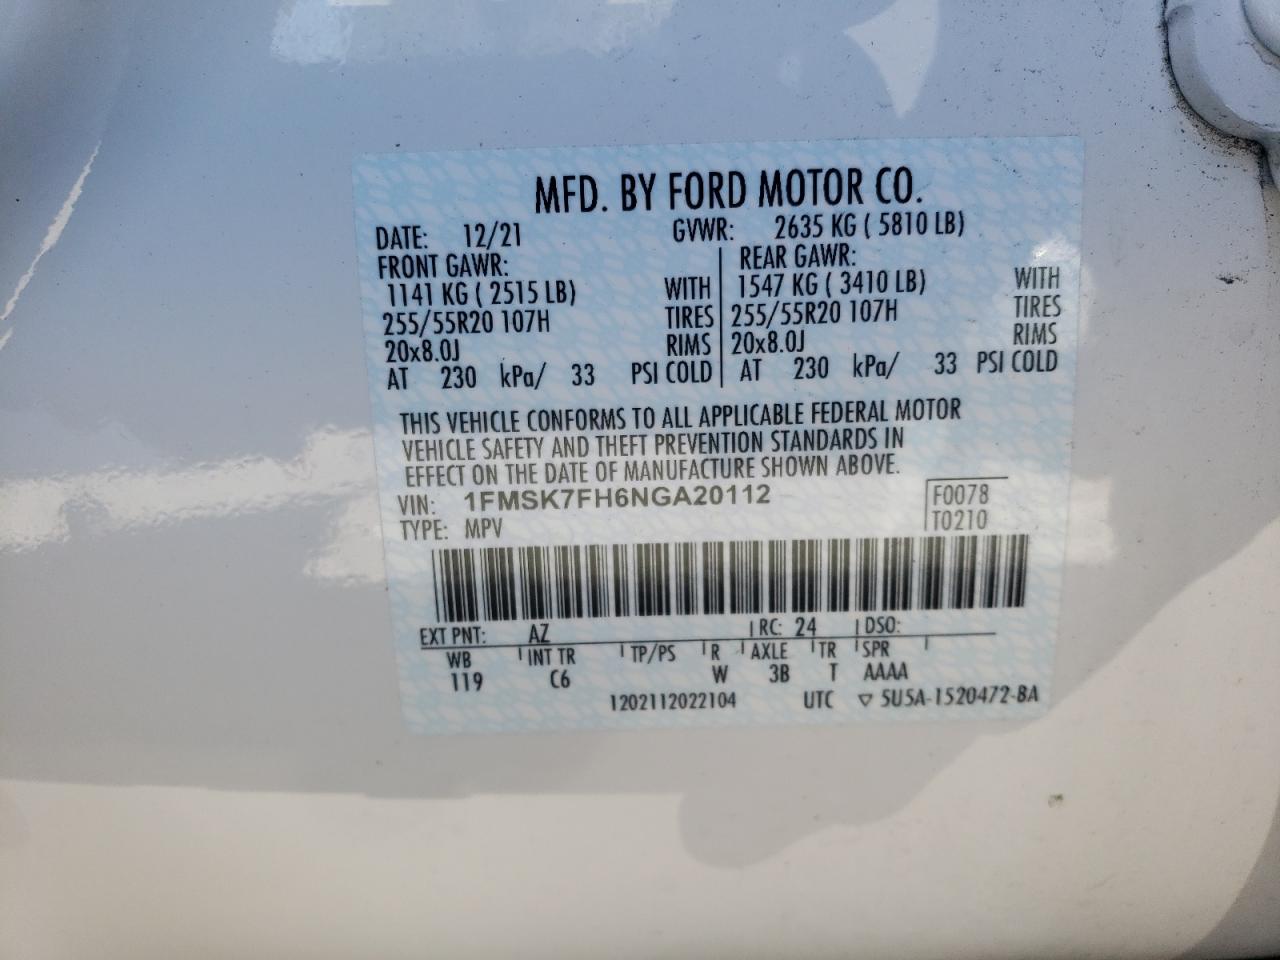 MFD. BY FORD MOTOR CO.
DATE: 12/21 GVWR: 2635 KG ( 5810 LB)
FRONT GAWR: REAR GAWR:
1141 KG ( 2515 LB) WITH 1547 KG ( 3410 LB) WITH
255/55R20 107H TIRES 255/55R20 107H TIRES
20x8.0J RIMS 20x8.0J RIMS
AT 230 kPa/ 33 PSI COLD AT 230 kPa/ 33 PSI COLD
THIS VEHICLE CONFORMS TO ALL APPLICABLE FEDERAL MOTOR
VEHICLE SAFETY AND THEFT PREVENTION STANDARDS IN
EFFECT ON THE DATE OF MANUFACTURE SHOWN ABOVE.
VIN: 1FMSK7FH6NGA20112 F0078
TYPE: MPV T0210
EXT PNT: AZ RC: 24 DSO:
WB INT TR TP/PS R AXLE TR SPR
119 C6 W 3B T AAAA
1202112022104 UTC ▽ 5U5A-1520472-BA